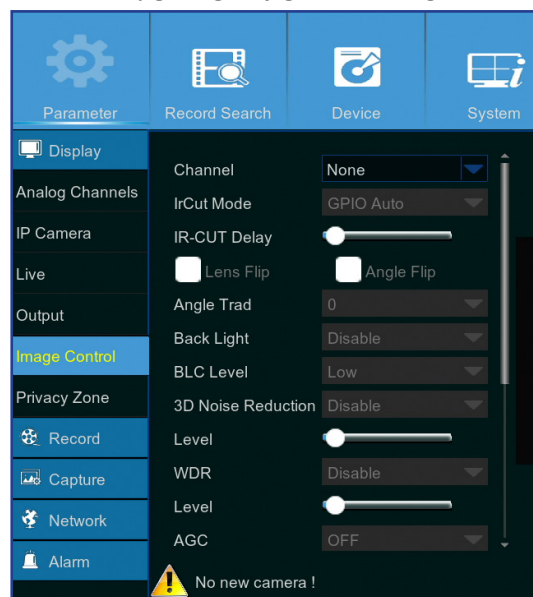 Parameter
Record Search
Device
System
Display
Analog Channels
IP Camera
Live
Output
Image Control
Privacy Zone
Record
Capture
Network
Alarm
Channel None
IrCut Mode GPIO Auto
IR-CUT Delay
Lens Flip Angle Flip
Angle Trad 0
Back Light Disable
BLC Level Low
3D Noise Reduction Disable
Level
WDR Disable
Level
AGC OFF
No new camera !